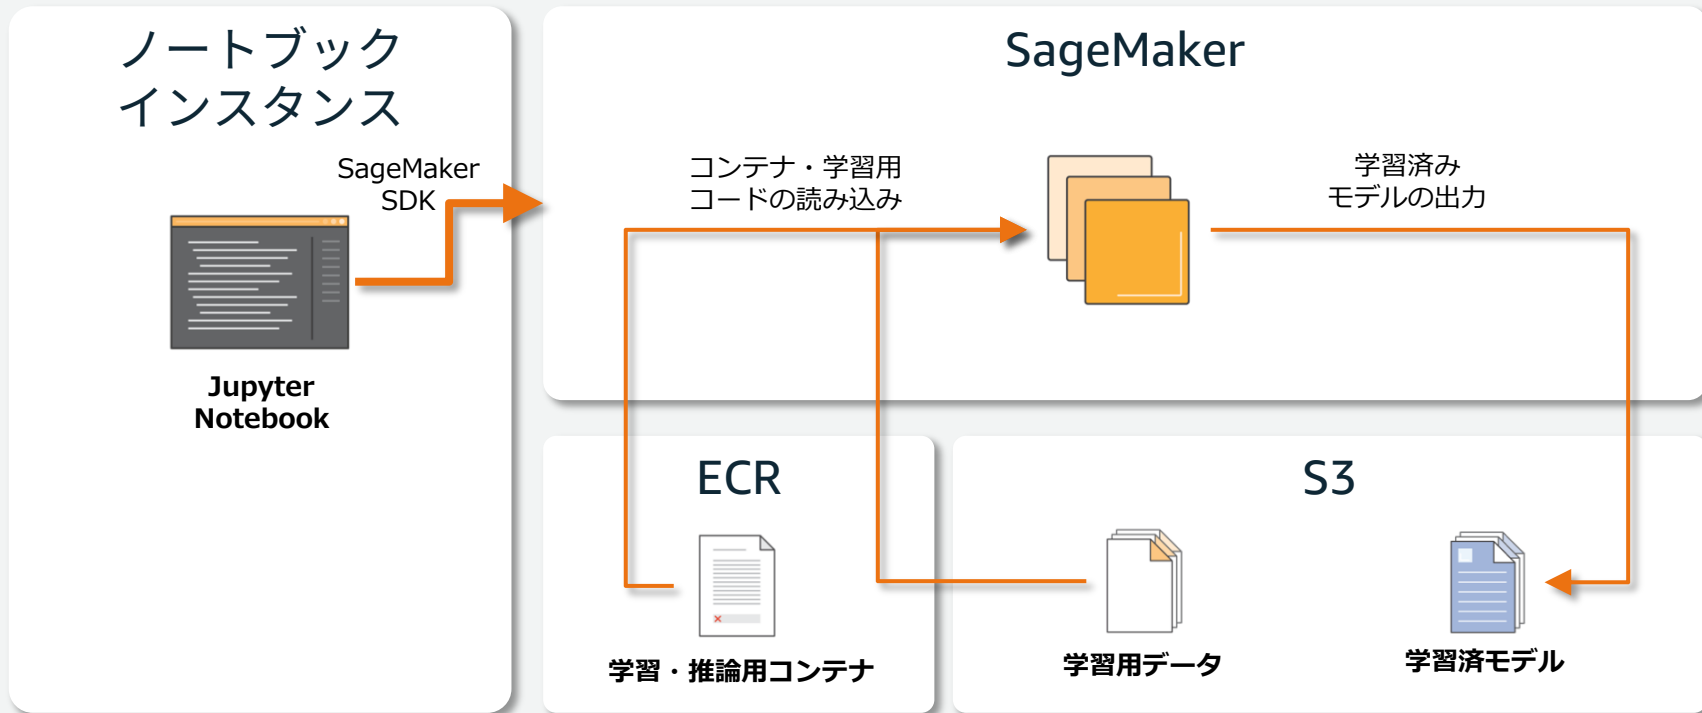 ノートブック
インスタンス
SageMaker
SDK
Jupyter
Notebook
SageMaker
コンテナ・学習用
コードの読み込み
学習済み
モデルの出力
ECR
学習・推論用コンテナ
S3
学習用データ
学習済モデル